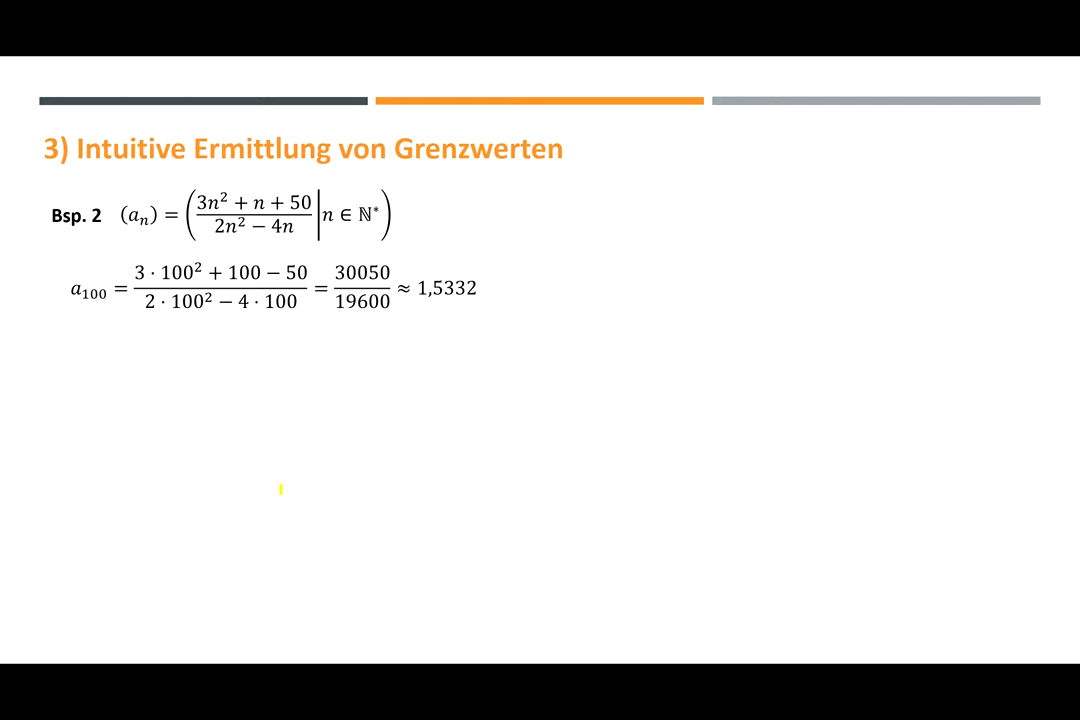 3) Intuitive Ermittlung von Grenzwerten
Bsp. 2 (aₙ) = ((3n² + n + 50)/(2n² − 4n) | n ∈ ℕ*)
a₁₀₀ = (3 · 100² + 100 − 50)/(2 · 100² − 4 · 100) = 30050/19600 ≈ 1,5332